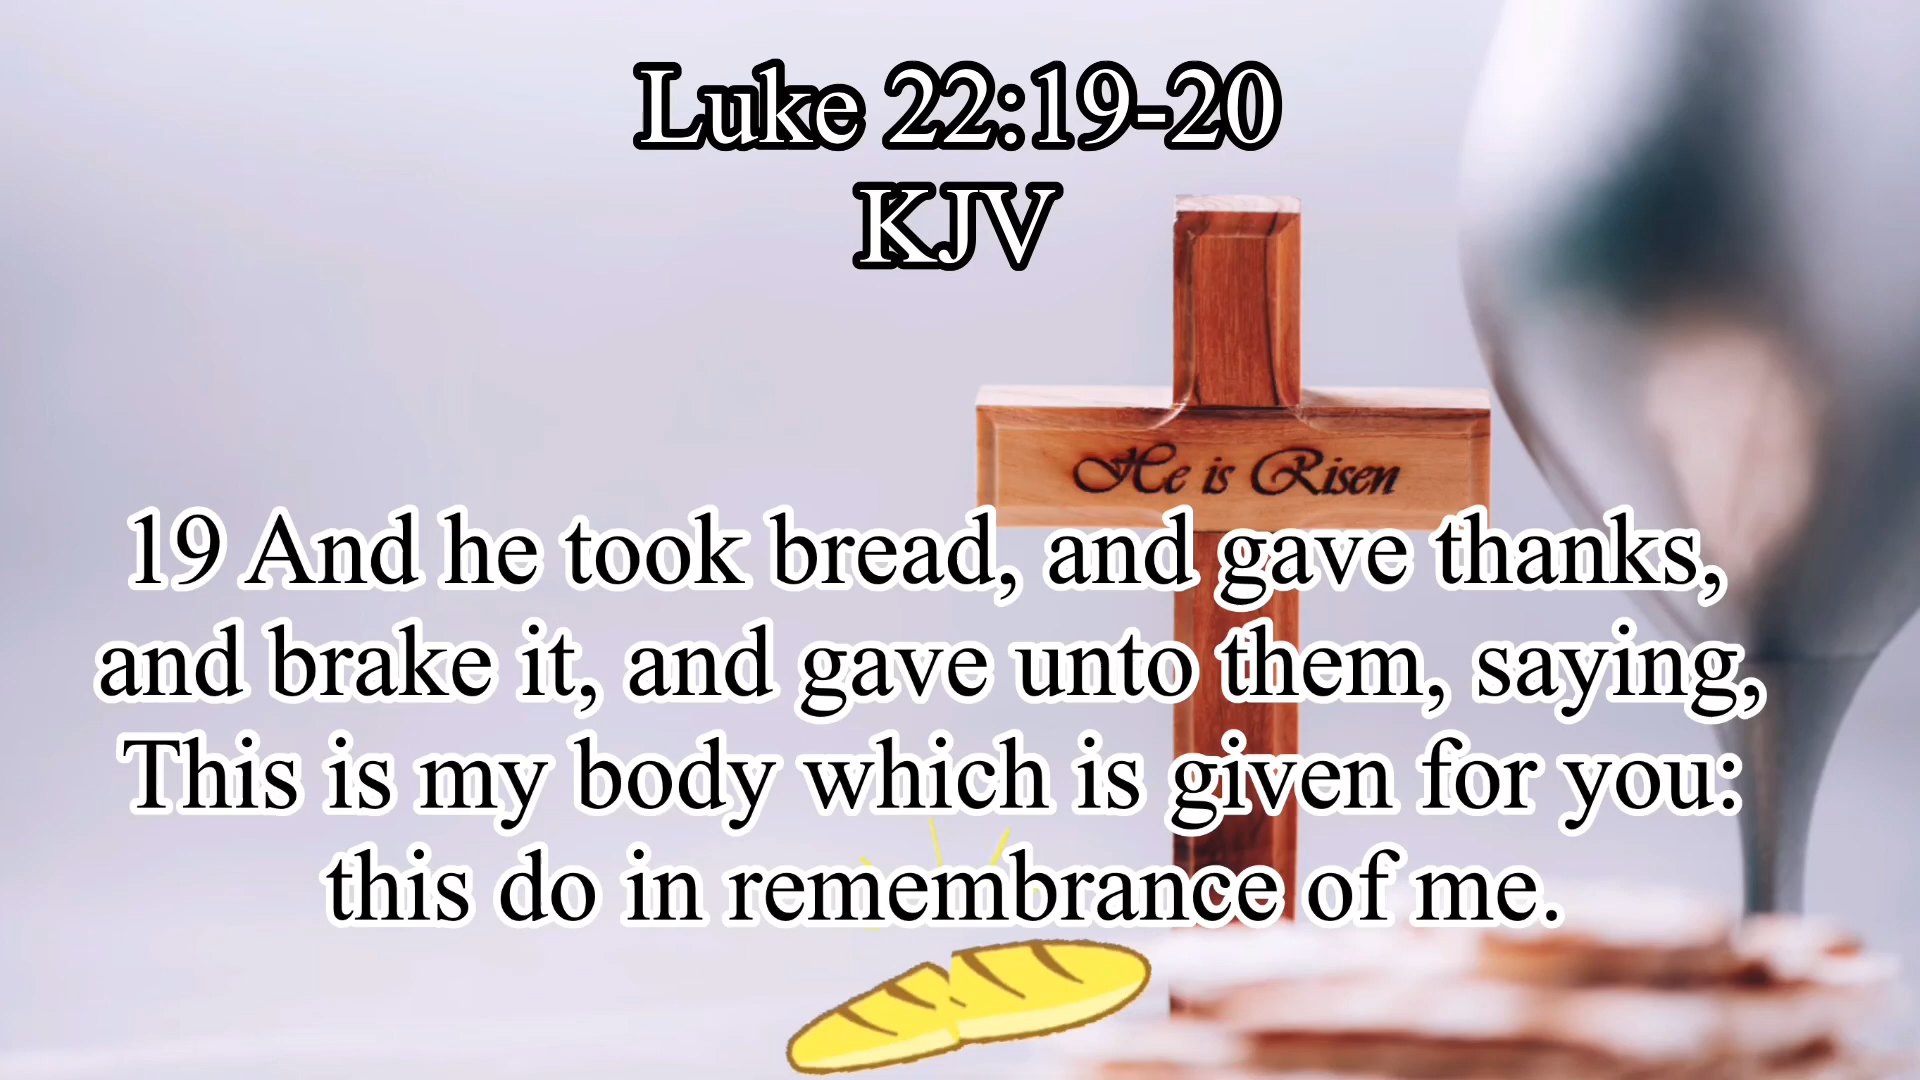 Luke 22:19-20
KJV
He is Risen
19 And he took bread, and gave thanks,
and brake it, and gave unto them, saying,
This is my body which is given for you:
this do in remembrance of me.